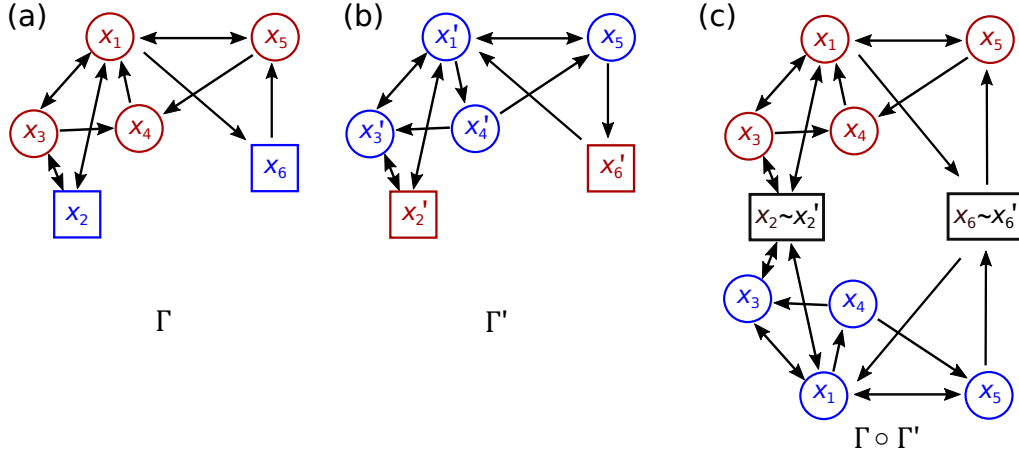 (a)
x₁
x₅
x₃
x₄
x₂
x₆
Γ
(b)
x₁'
x₅
x₃'
x₄'
x₂'
x₆'
Γ'
(c)
x₁
x₅
x₃
x₄
x₂~x₂'
x₆~x₆'
x₃
x₄
x₁
x₅
Γ ∘ Γ'